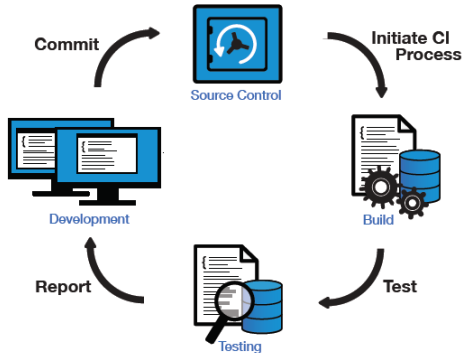 Commit
Initiate CI
Process
Source Control
Development
Build
Report
Test
Testing